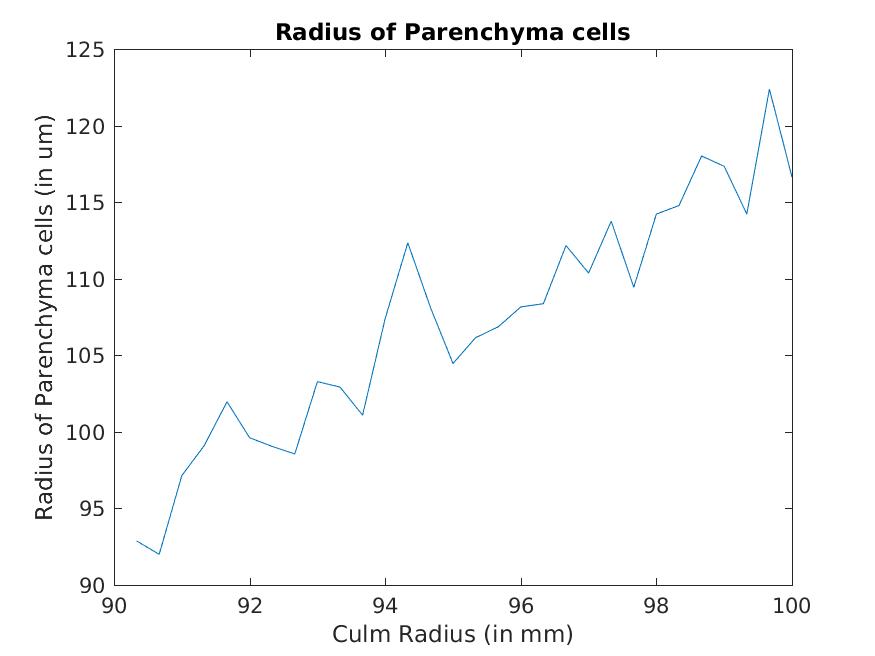 Radius of Parenchyma cells
125
120
115
110
105
100
95
90
Radius of Parenchyma cells (in um)
90 92 94 96 98 100
Culm Radius (in mm)